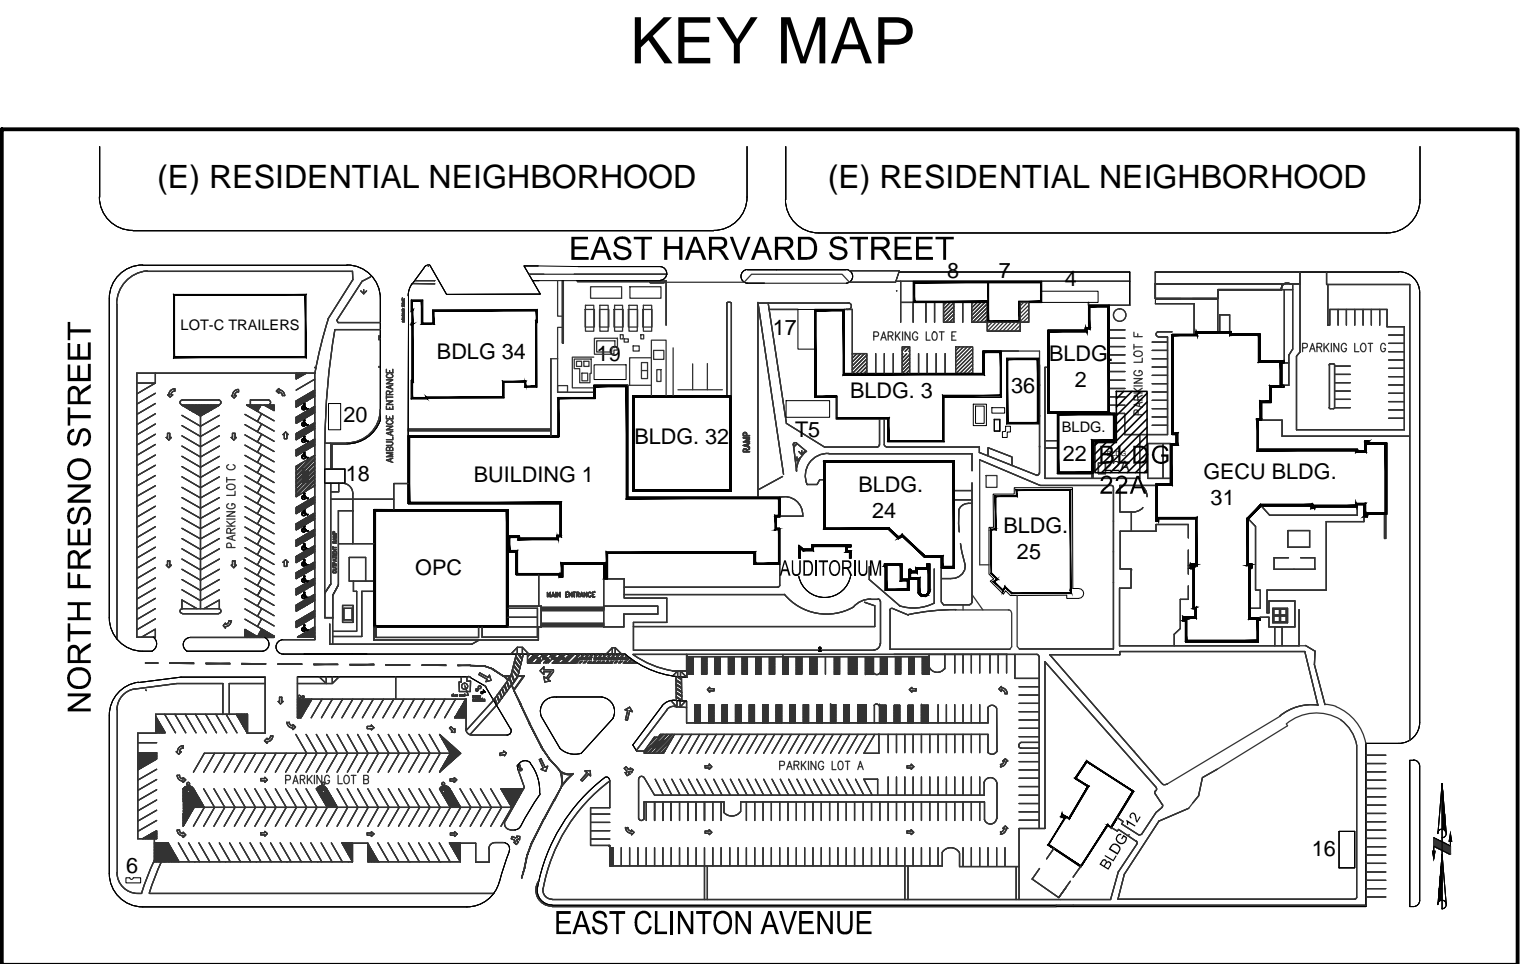 KEY MAP
(E) RESIDENTIAL NEIGHBORHOOD
(E) RESIDENTIAL NEIGHBORHOOD
EAST HARVARD STREET
8
7
4
LOT-C TRAILERS
BDLG 34
19
17
PARKING LOT E
BLDG.
2
PARKING LOT F
PARKING LOT G
NORTH FRESNO STREET
20
AMBULANCE ENTRANCE
BLDG. 3
36
T5
BLDG. 32
RAMP
BLDG.
22
BLDG
22A
18
BUILDING 1
BLDG.
24
GECU BLDG.
31
PARKING LOT C
BLDG.
25
OPC
AUDITORIUM
MAIN ENTRANCE
PARKING LOT B
PARKING LOT A
BLDG 12
16
6
N
EAST CLINTON AVENUE